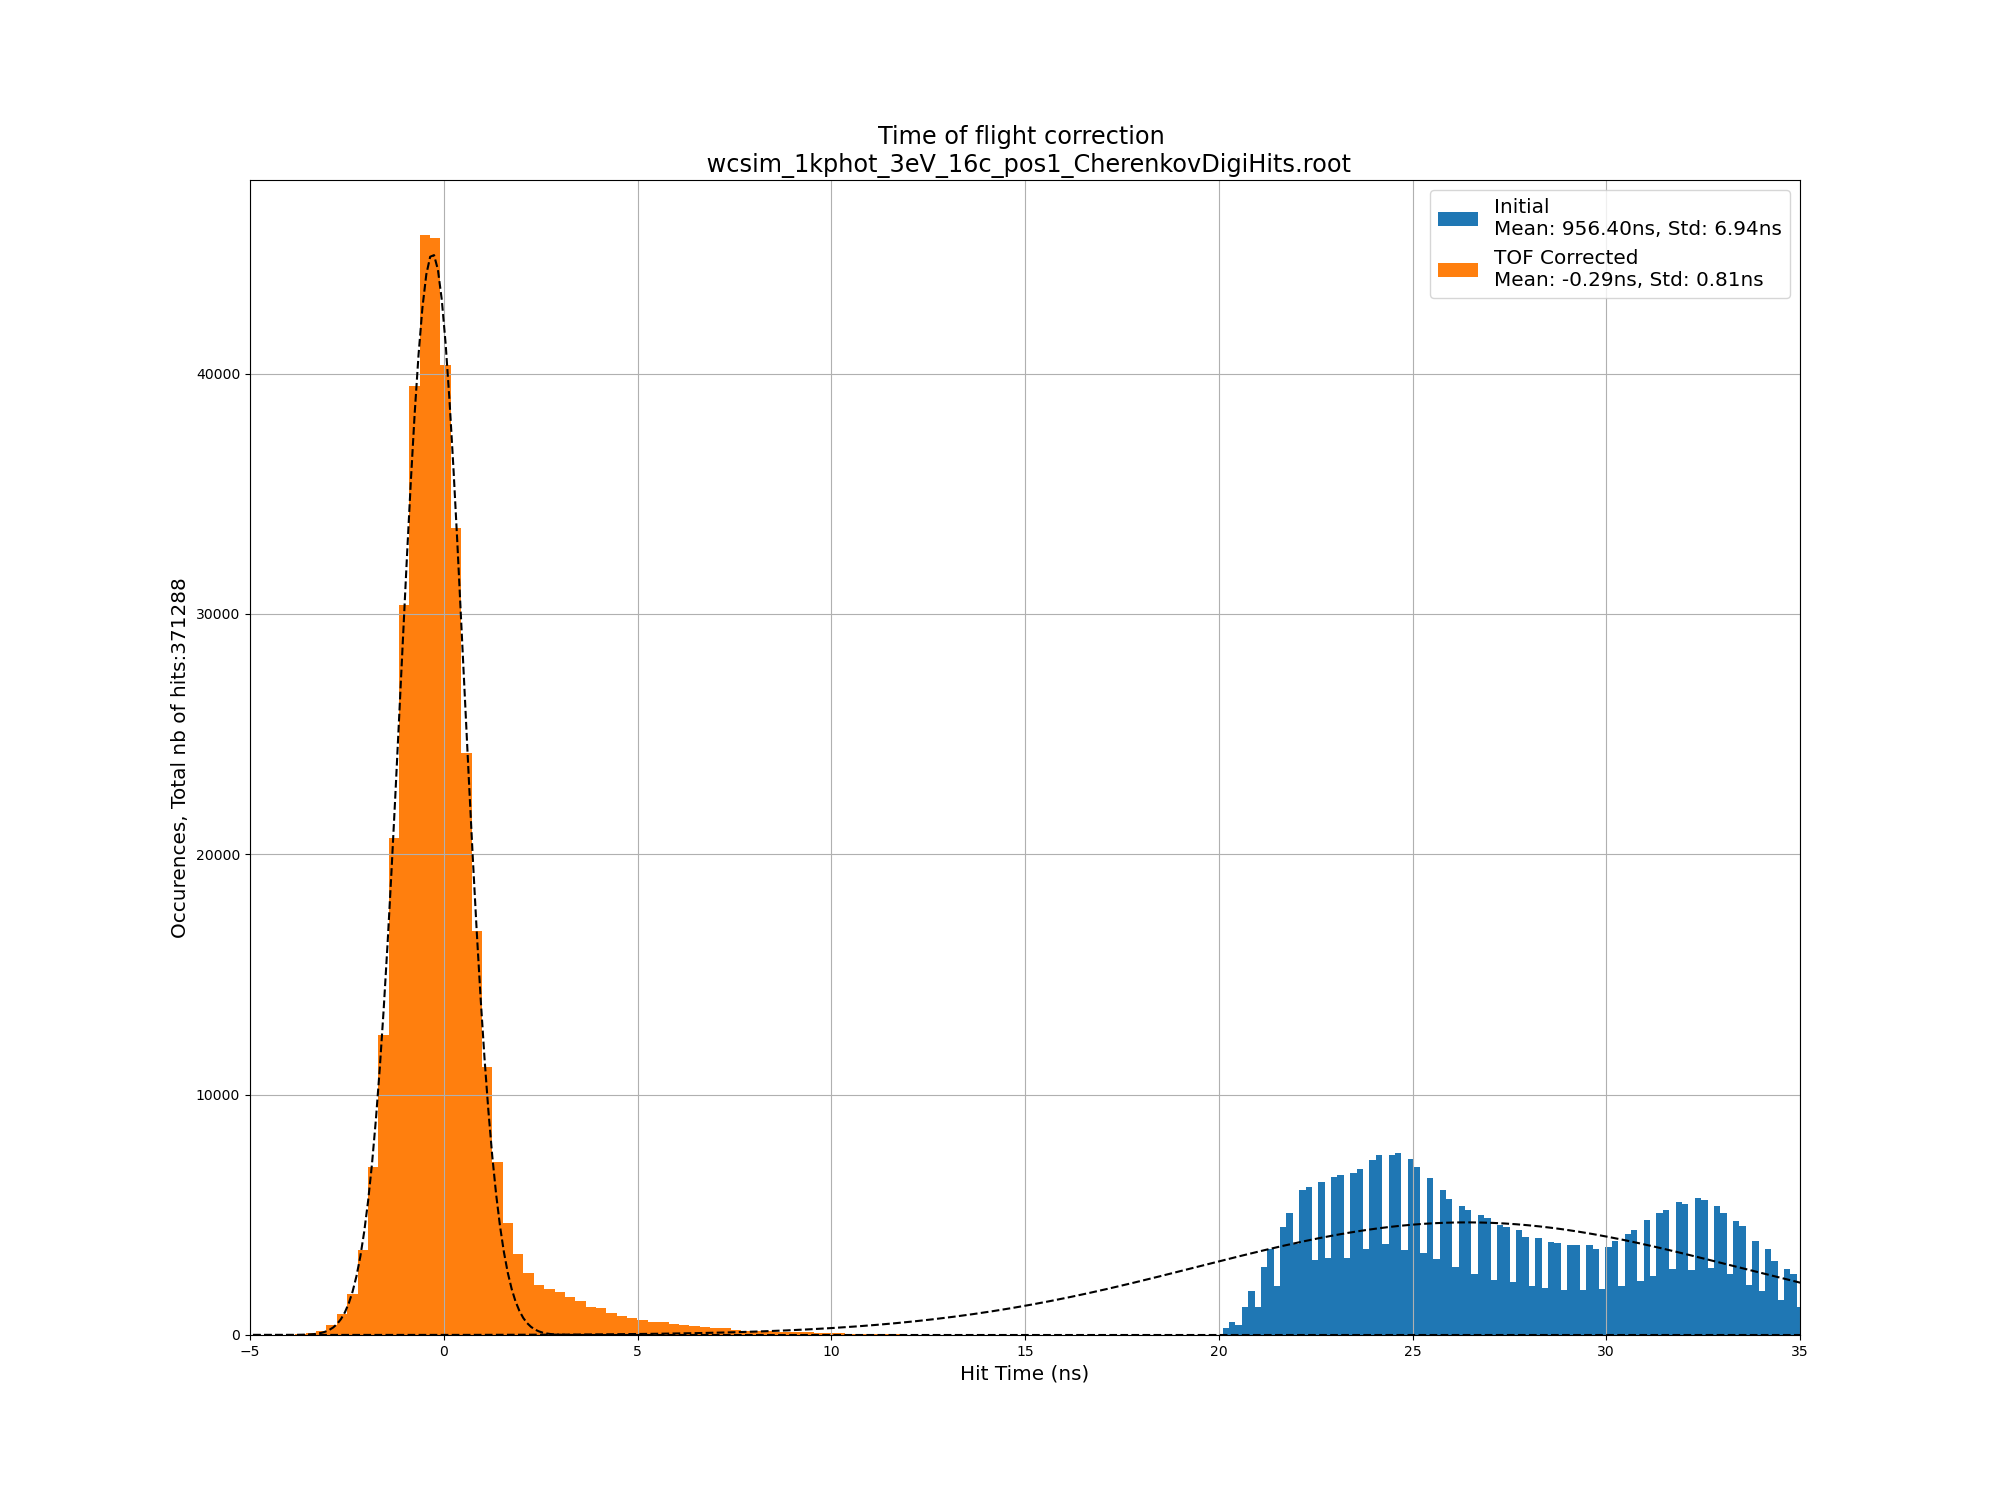 Time of flight correction
wcsim_1kphot_3eV_16c_pos1_CherenkovDigiHits.root
Initial
Mean: 956.40ns, Std: 6.94ns
TOF Corrected
Mean: -0.29ns, Std: 0.81ns
Occurences, Total nb of hits:371288
40000
30000
20000
10000
0
−5
0
5
10
15
20
25
30
35
Hit Time (ns)